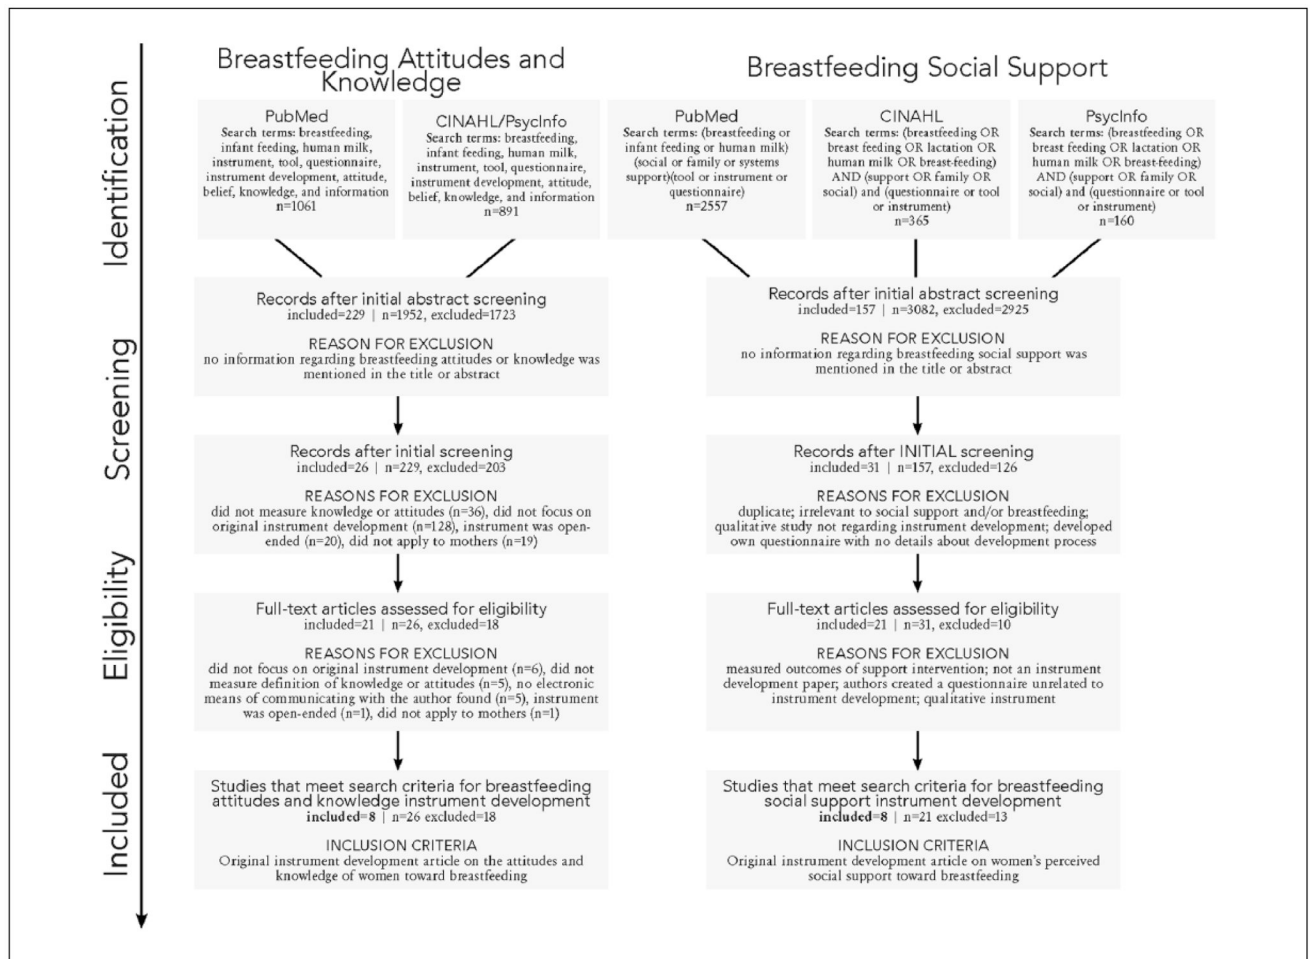 Identification
Screening
Eligibility
Included
Breastfeeding Attitudes and
Knowledge
PubMed
Search terms: breastfeeding,
infant feeding, human milk,
instrument, tool, questionnaire,
instrument development, attitude,
belief, knowledge, and information
n=1061
CINAHL/PsycInfo
Search terms: breastfeeding,
infant feeding, human milk,
instrument, tool, questionnaire,
instrument development, attitude,
belief, knowledge, and information
n=891
Records after initial abstract screening
included=229 | n=1952, excluded=1723
REASON FOR EXCLUSION
no information regarding breastfeeding attitudes or knowledge was
mentioned in the title or abstract
Records after initial screening
included=26 | n=229, excluded=203
REASONS FOR EXCLUSION
did not measure knowledge or attitudes (n=36), did not focus on
original instrument development (n=128), instrument was open-
ended (n=20), did not apply to mothers (n=19)
Full-text articles assessed for eligibility
included=21 | n=26, excluded=18
REASONS FOR EXCLUSION
did not focus on original instrument development (n=6), did not
measure definition of knowledge or attitudes (n=5), no electronic
means of communicating with the author found (n=5), instrument
was open-ended (n=1), did not apply to mothers (n=1)
Studies that meet search criteria for breastfeeding
attitudes and knowledge instrument development
included=8 | n=26 excluded=18
INCLUSION CRITERIA
Original instrument development article on the attitudes and
knowledge of women toward breastfeeding
Breastfeeding Social Support
PubMed
Search terms: (breastfeeding or
infant feeding or human milk)
(social or family or systems
support)(tool or instrument or
questionnaire)
n=2557
CINAHL
Search terms: (breastfeeding OR
breast feeding OR lactation OR
human milk OR breast-feeding)
AND (support OR family OR
social) and (questionnaire or tool
or instrument)
n=365
PsycInfo
Search terms: (breastfeeding OR
breast feeding OR lactation OR
human milk OR breast-feeding)
AND (support OR family OR
social) and (questionnaire or tool
or instrument)
n=160
Records after initial abstract screening
included=157 | n=3082, excluded=2925
REASON FOR EXCLUSION
no information regarding breastfeeding social support was
mentioned in the title or abstract
Records after INITIAL screening
included=31 | n=157, excluded=126
REASONS FOR EXCLUSION
duplicate; irrelevant to social support and/or breastfeeding;
qualitative study not regarding instrument development; developed
own questionnaire with no details about development process
Full-text articles assessed for eligibility
included=21 | n=31, excluded=10
REASONS FOR EXCLUSION
measured outcomes of support intervention; not an instrument
development paper; authors created a questionnaire unrelated to
instrument development; qualitative instrument
Studies that meet search criteria for breastfeeding
social support instrument development
included=8 | n=21 excluded=13
INCLUSION CRITERIA
Original instrument development article on women's perceived
social support toward breastfeeding